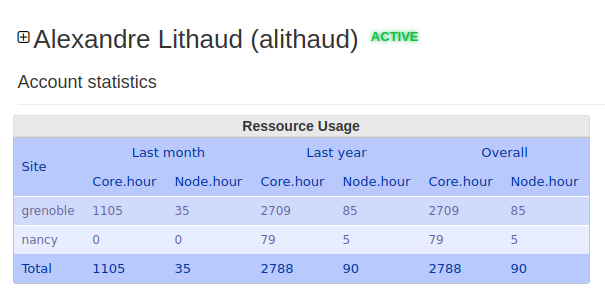 Alexandre Lithaud (alithaud) ACTIVE
Account statistics
Ressource Usage
Site Last month Last year Overall
Core.hour Node.hour Core.hour Node.hour Core.hour Node.hour
grenoble 1105 35 2709 85 2709 85
nancy 0 0 79 5 79 5
Total 1105 35 2788 90 2788 90